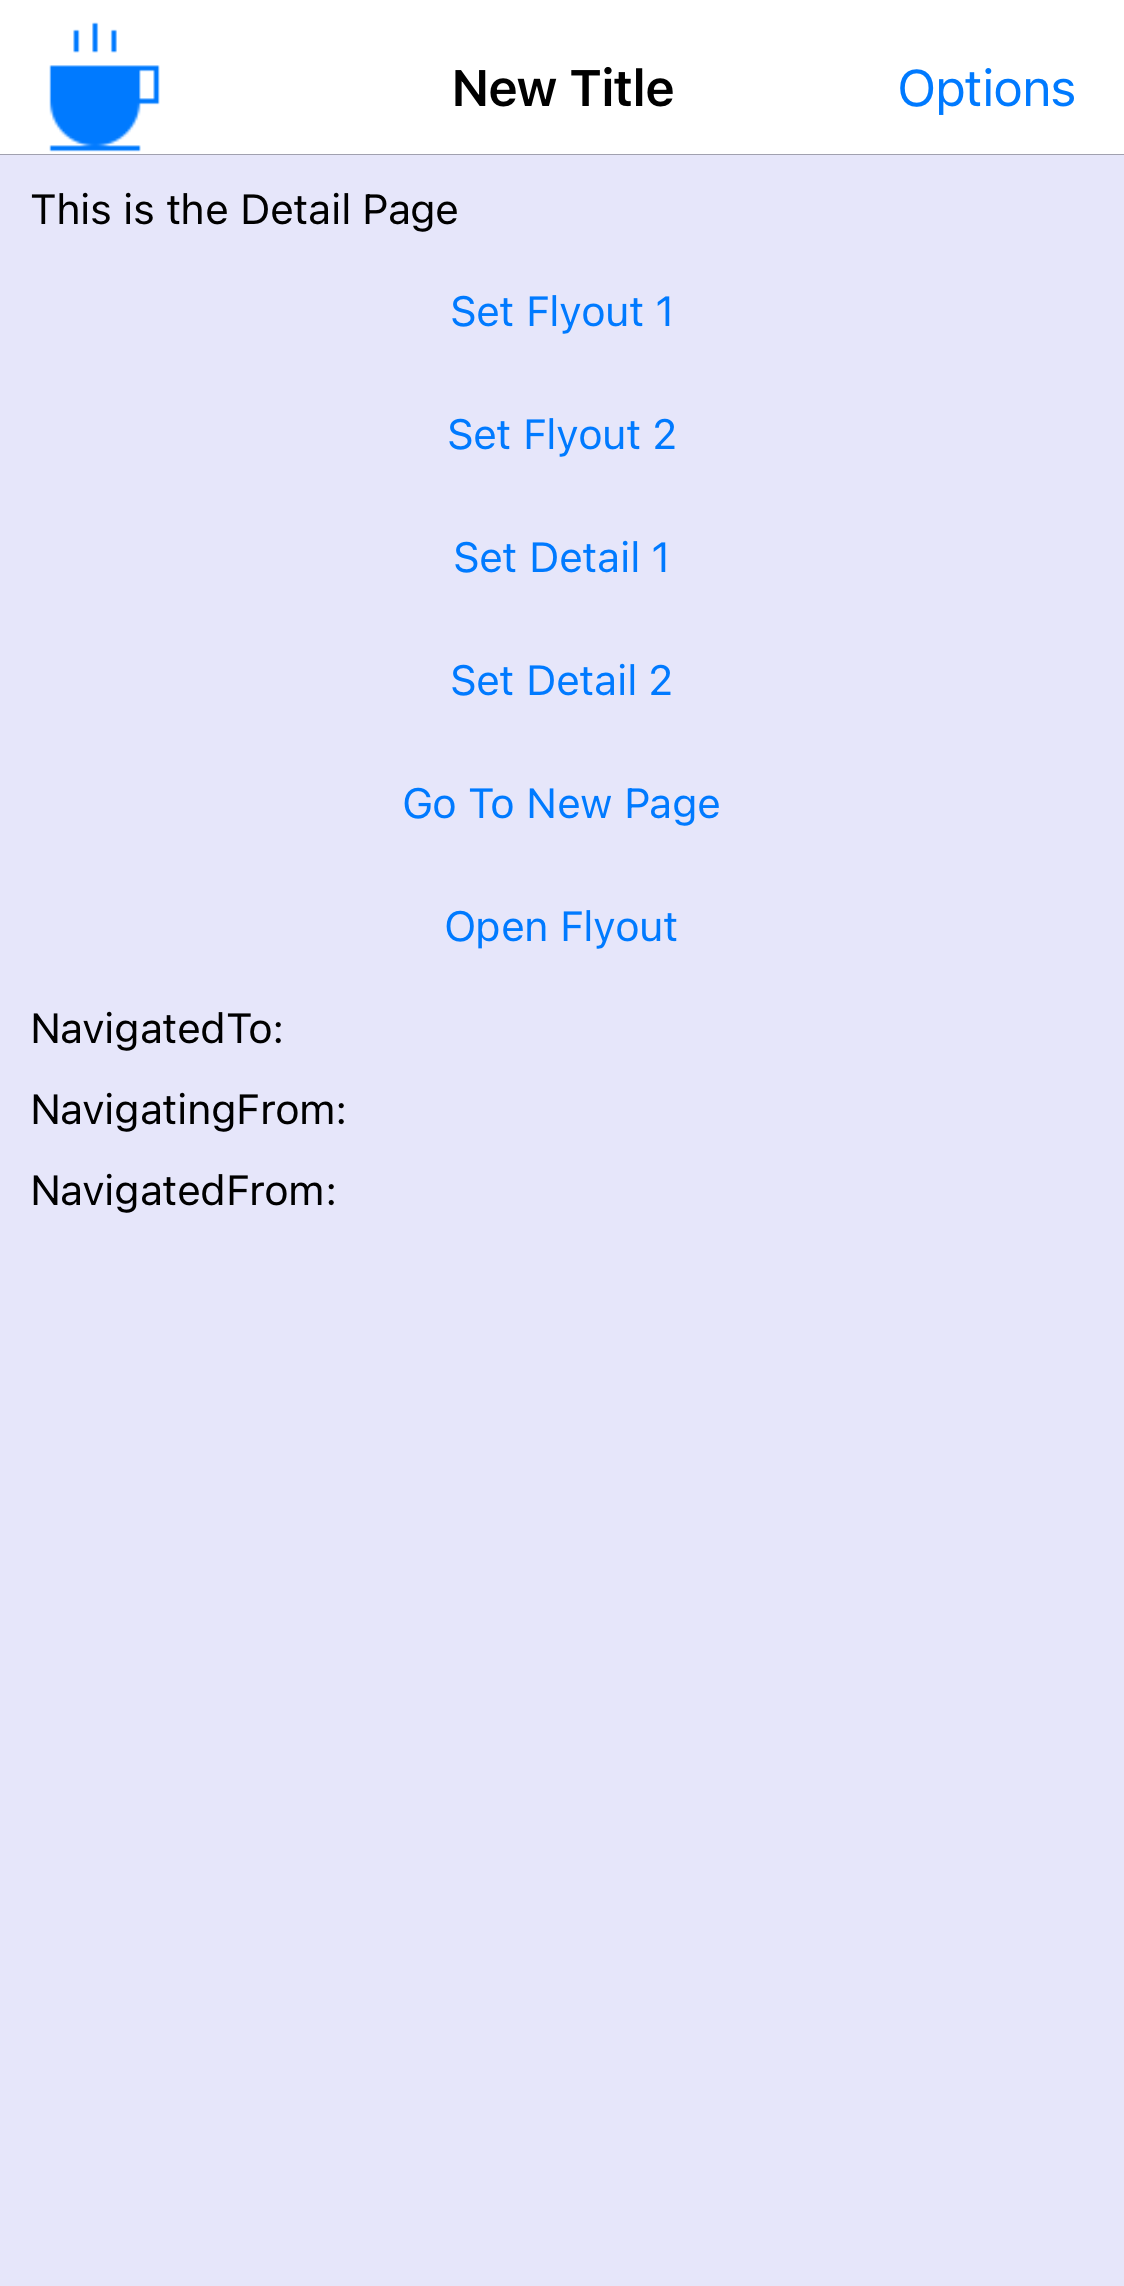 New Title
Options
This is the Detail Page
Set Flyout 1
Set Flyout 2
Set Detail 1
Set Detail 2
Go To New Page
Open Flyout
NavigatedTo:
NavigatingFrom:
NavigatedFrom: